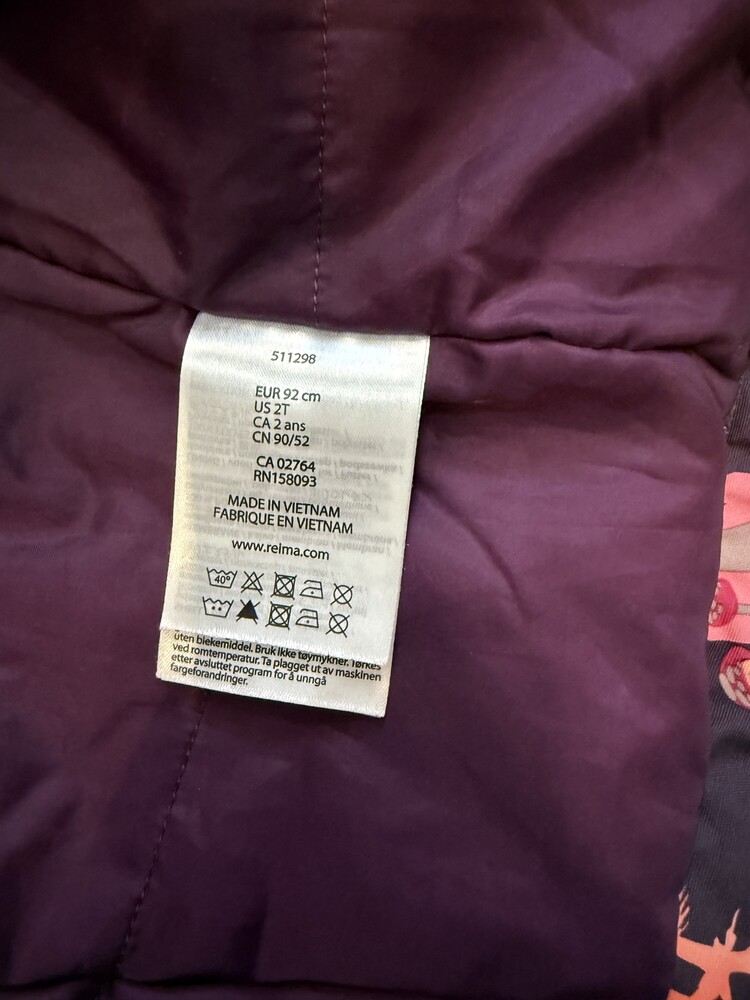 511298
EUR 92 cm
US 2T
CA 2 ans
CN 90/52
CA 02764
RN158093
MADE IN VIETNAM
FABRIQUE EN VIETNAM
www.reima.com
40°
uten blekemiddel. Bruk ikke tøymykner. Tørkes
ved romtemperatur. Ta plagget ut av maskinen
etter avsluttet program for å unngå
fargeforandringer.